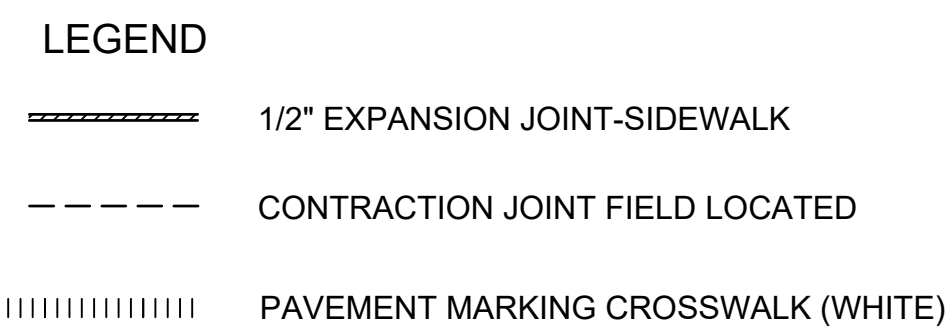 LEGEND
1/2" EXPANSION JOINT-SIDEWALK
CONTRACTION JOINT FIELD LOCATED
PAVEMENT MARKING CROSSWALK (WHITE)